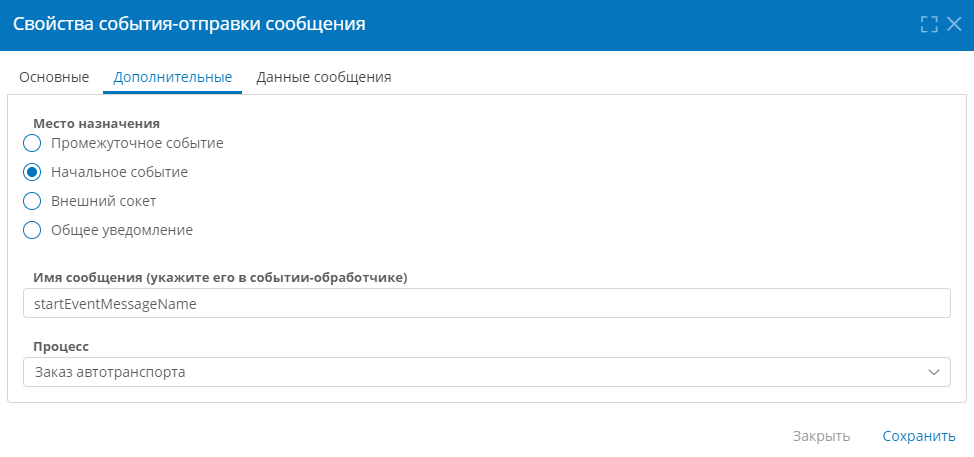 Свойства события-отправки сообщения
Основные Дополнительные Данные сообщения
Место назначения
Промежуточное событие
Начальное событие
Внешний сокет
Общее уведомление
Имя сообщения (укажите его в событии-обработчике)
startEventMessageName
Процесс
Заказ автотранспорта
Закрыть Сохранить